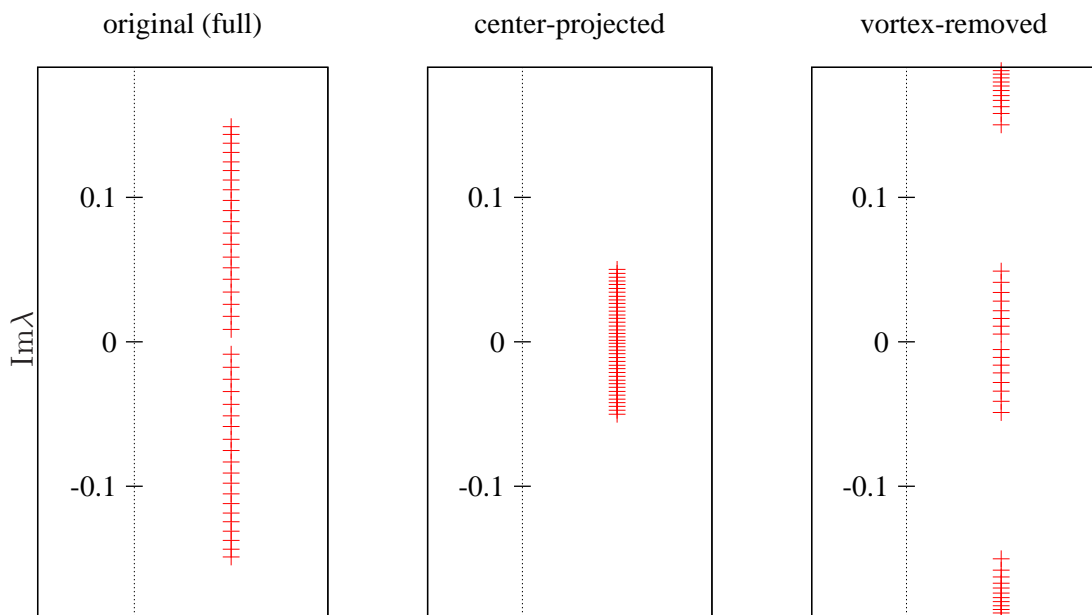 original (full)
center-projected
vortex-removed
Imλ
0.1
0
-0.1
0.1
0
-0.1
0.1
0
-0.1